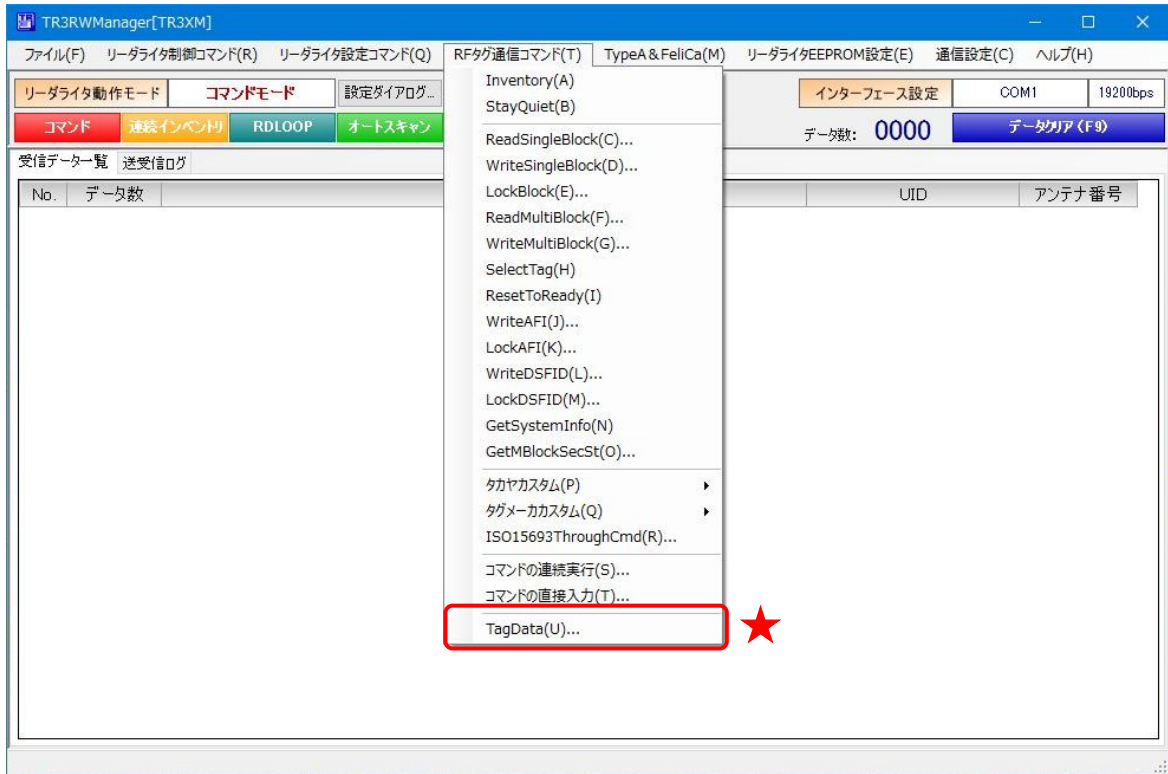 TR3RWManager[TR3XM]
ファイル(F) リーダライタ制御コマンド(R) リーダライタ設定コマンド(Q) RFタグ通信コマンド(T) TypeA&FeliCa(M) リーダライタEEPROM設定(E) 通信設定(C) ヘルプ(H)
リーダライタ動作モード コマンドモード 設定ダイアログ... インターフェース設定 COM1 19200bps
コマンド 連続インベントリ RDLOOP オートスキャン データ数: 0000 データクリア(F9)
受信データ一覧 送受信ログ
No. データ数 UID アンテナ番号
Inventory(A)
StayQuiet(B)
ReadSingleBlock(C)...
WriteSingleBlock(D)...
LockBlock(E)...
ReadMultiBlock(F)...
WriteMultiBlock(G)...
SelectTag(H)
ResetToReady(I)
WriteAFI(J)...
LockAFI(K)...
WriteDSFID(L)...
LockDSFID(M)...
GetSystemInfo(N)
GetMBlockSecSt(O)...
タカヤカスタム(P)
タグメーカカスタム(Q)
ISO15693ThroughCmd(R)...
コマンドの連続実行(S)...
コマンドの直接入力(T)...
TagData(U)...